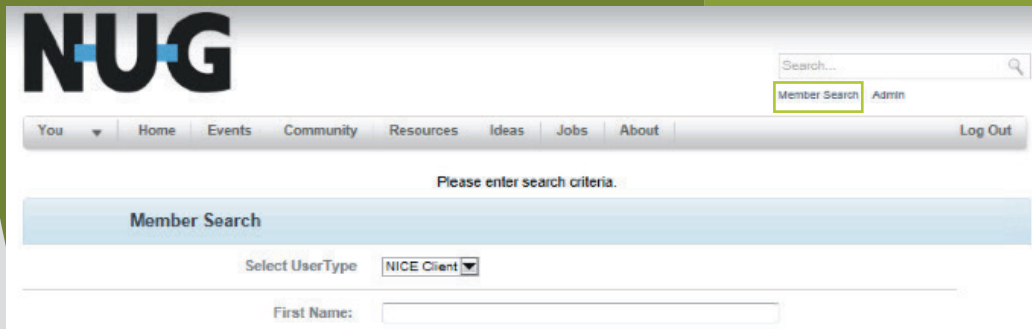 N-U-G
Search...
Member Search Admin
You Home Events Community Resources Ideas Jobs About Log Out
Please enter search criteria.
Member Search
Select UserType NICE Client
First Name: